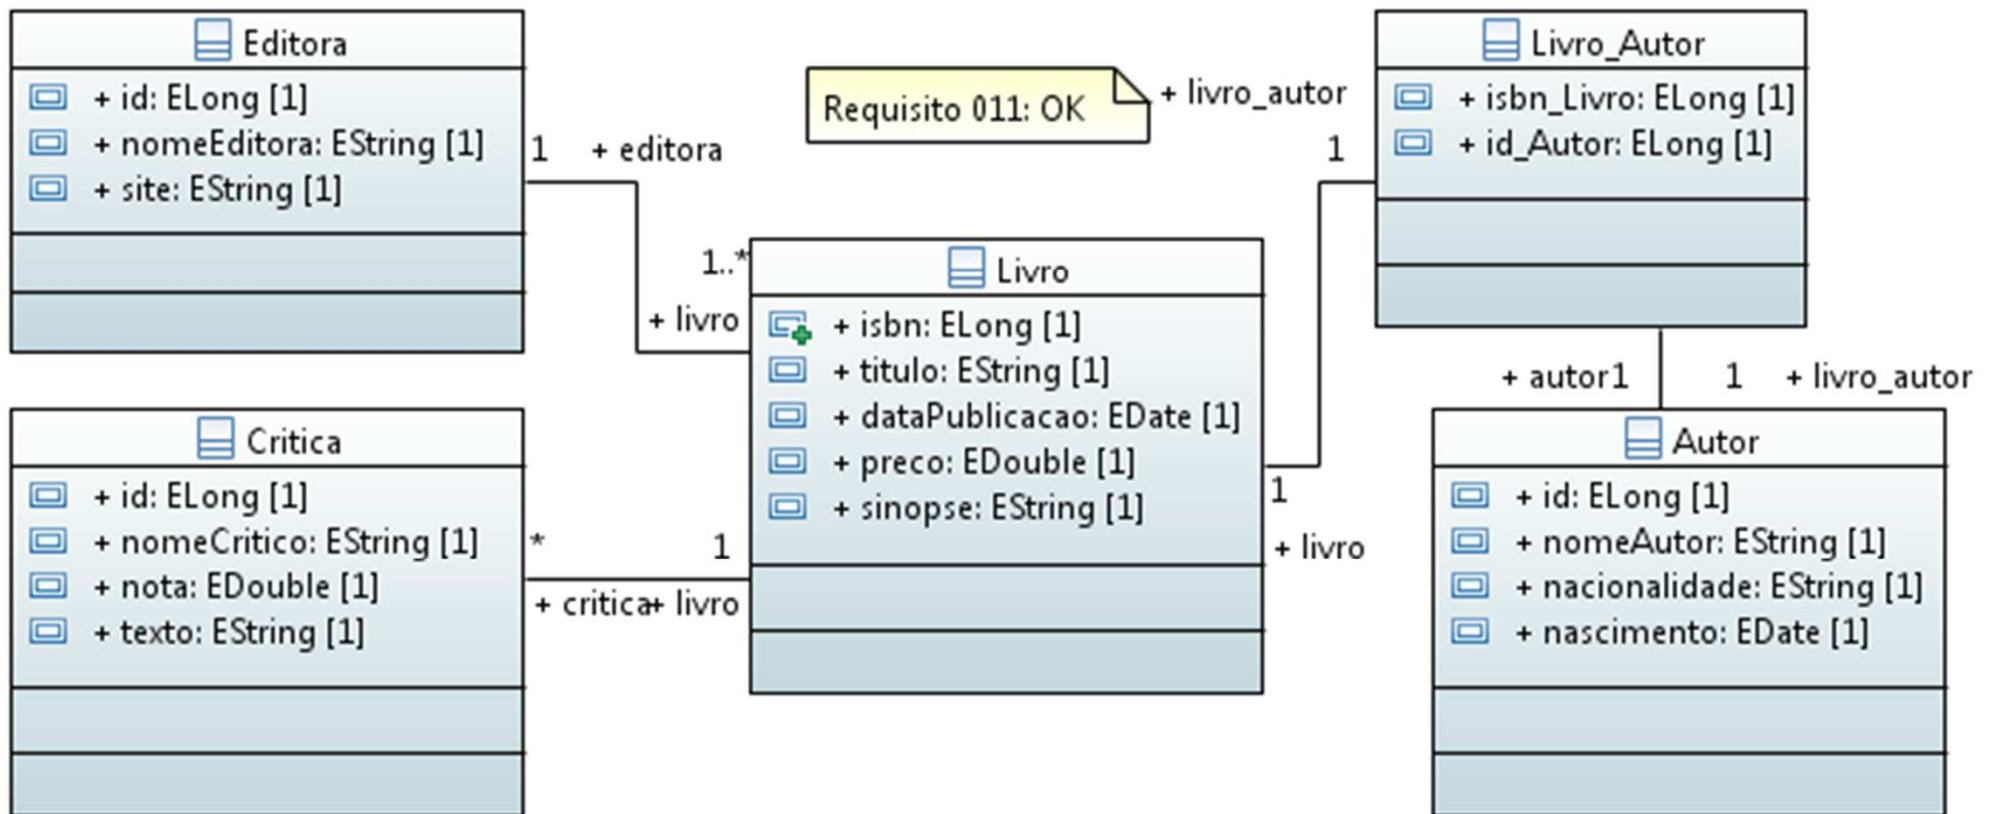 Editora
+ id: ELong [1]
+ nomeEditora: EString [1]
+ site: EString [1]
1 + editora
Requisito 011: OK
+ livro_autor
1
Livro_Autor
+ isbn_Livro: ELong [1]
+ id_Autor: ELong [1]
1..*
+ livro
Livro
+ isbn: ELong [1]
+ titulo: EString [1]
+ dataPublicacao: EDate [1]
+ preco: EDouble [1]
+ sinopse: EString [1]
1
+ livro
+ autor1 1 + livro_autor
Critica
+ id: ELong [1]
+ nomeCritico: EString [1]
+ nota: EDouble [1]
+ texto: EString [1]
* 1
+ critica+ livro
Autor
+ id: ELong [1]
+ nomeAutor: EString [1]
+ nacionalidade: EString [1]
+ nascimento: EDate [1]